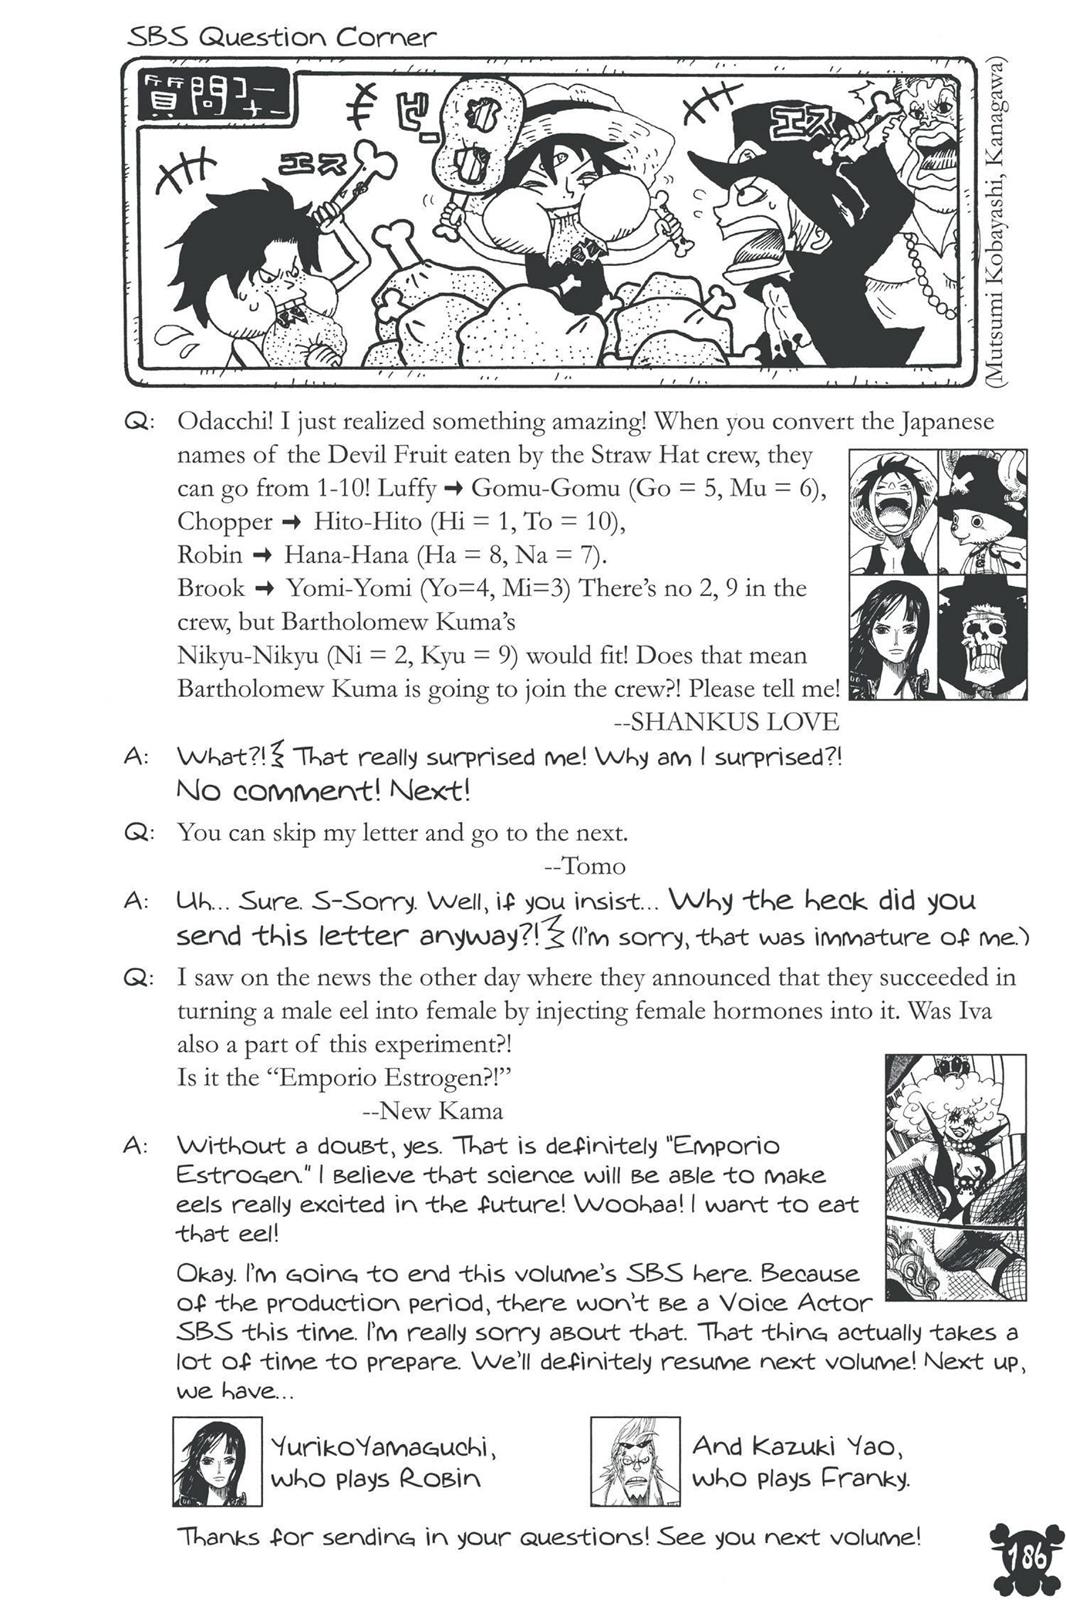 SBS Question Corner
質問コーナー
エス
ビー
エス
(Mutsumi Kobayashi, Kanagawa)
Q: Odacchi! I just realized something amazing! When you convert the Japanese
names of the Devil Fruit eaten by the Straw Hat crew, they
can go from 1-10! Luffy → Gomu-Gomu (Go = 5, Mu = 6),
Chopper → Hito-Hito (Hi = 1, To = 10),
Robin → Hana-Hana (Ha = 8, Na = 7).
Brook → Yomi-Yomi (Yo=4, Mi=3) There's no 2, 9 in the
crew, but Bartholomew Kuma's
Nikyu-Nikyu (Ni = 2, Kyu = 9) would fit! Does that mean
Bartholomew Kuma is going to join the crew?! Please tell me!
--SHANKUS LOVE
A: What?! That really surprised me! Why am I surprised?!
No comment! Next!
Q: You can skip my letter and go to the next.
--Tomo
A: Uh... Sure. S-Sorry. Well, if you insist... Why the heck did you
send this letter anyway?! (I'm sorry, that was immature of me.)
Q: I saw on the news the other day where they announced that they succeeded in
turning a male eel into female by injecting female hormones into it. Was Iva
also a part of this experiment?!
Is it the “Emporio Estrogen?!”
--New Kama
A: Without a doubt, yes. That is definitely "Emporio
Estrogen." I believe that science will be able to make
eels really excited in the future! Woohaa! I want to eat
that eel!
Okay. I'm going to end this volume's SBS here. Because
of the production period, there won't be a Voice Actor
SBS this time. I'm really sorry about that. That thing actually takes a
lot of time to prepare. We'll definitely resume next volume! Next up,
we have...
YurikoYamaguchi,
who plays Robin
And Kazuki Yao,
who plays Franky.
Thanks for sending in your questions! See you next volume!
186